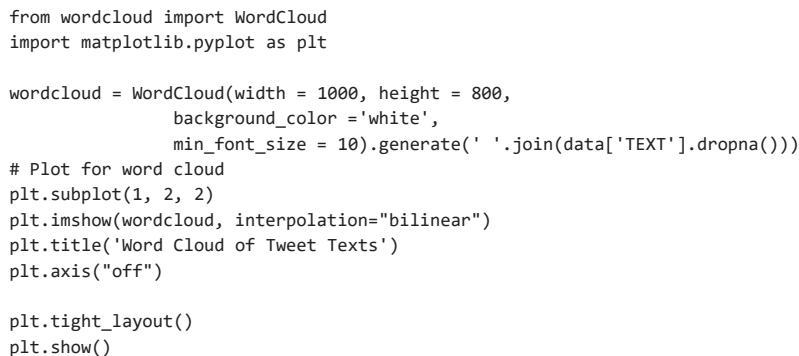 from wordcloud import WordCloud
import matplotlib.pyplot as plt

wordcloud = WordCloud(width = 1000, height = 800,
                background_color ='white',
                min_font_size = 10).generate(' '.join(data['TEXT'].dropna()))
# Plot for word cloud
plt.subplot(1, 2, 2)
plt.imshow(wordcloud, interpolation="bilinear")
plt.title('Word Cloud of Tweet Texts')
plt.axis("off")

plt.tight_layout()
plt.show()